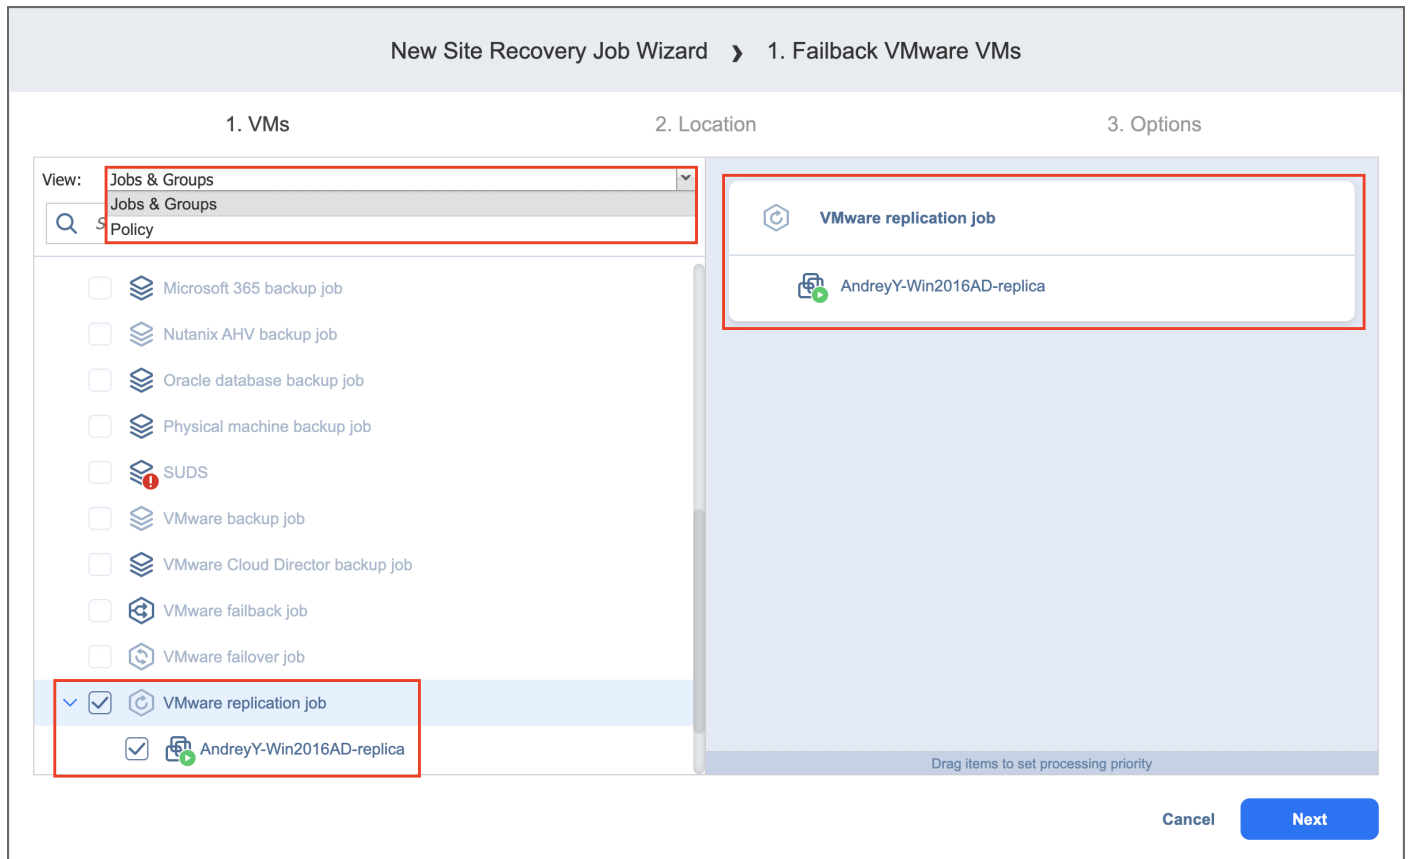 New Site Recovery Job Wizard ❯ 1. Failback VMware VMs
1. VMs
2. Location
3. Options
View:
Jobs & Groups
Jobs & Groups
Policy
S
Microsoft 365 backup job
Nutanix AHV backup job
Oracle database backup job
Physical machine backup job
SUDS
VMware backup job
VMware Cloud Director backup job
VMware failback job
VMware failover job
VMware replication job
AndreyY-Win2016AD-replica
VMware replication job
AndreyY-Win2016AD-replica
Drag items to set processing priority
Cancel
Next